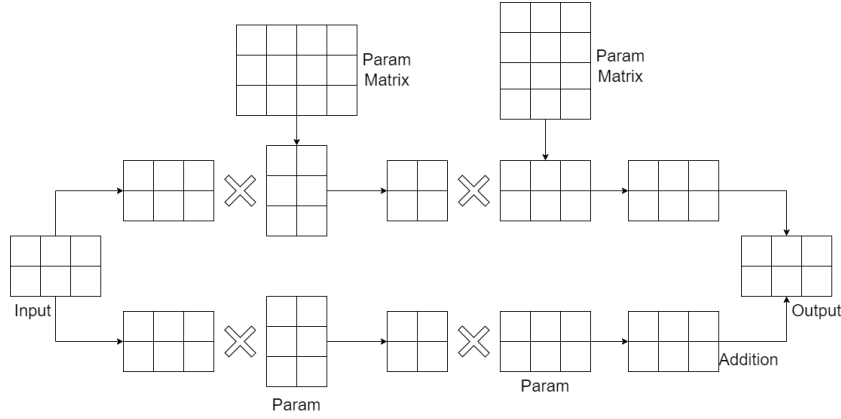 Param
Matrix
Param
Matrix
Input
Output
Addition
Param
Param